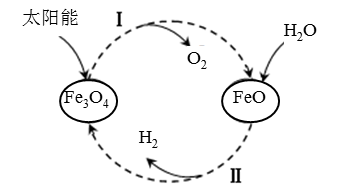 太阳能
I
H₂O
O₂
Fe₃O₄
FeO
H₂
II